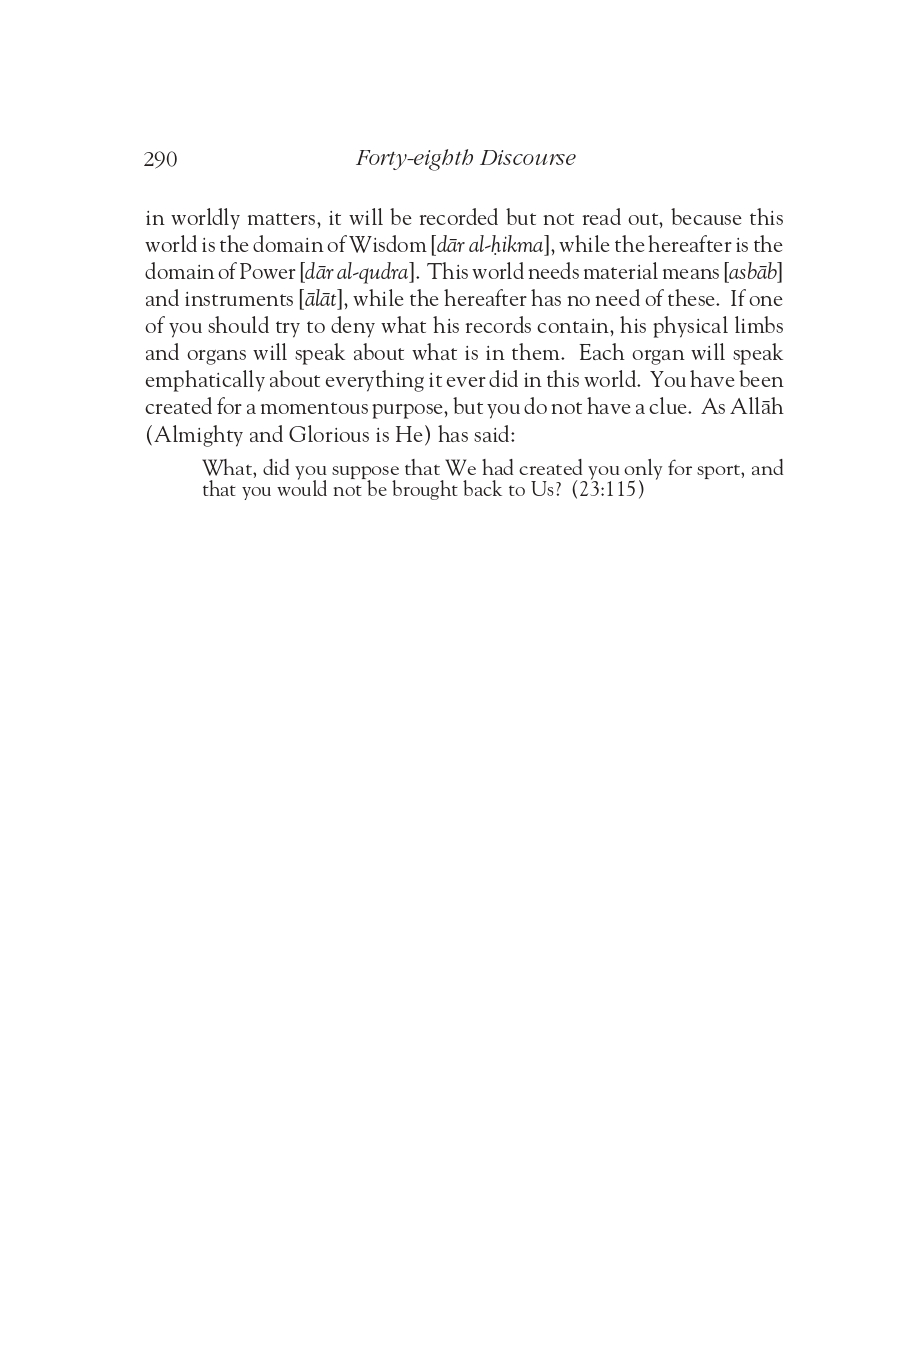 290
Forty-eighth Discourse
in worldly matters, it will be recorded but not read out, because this
world is the domain of Wisdom [dār al-ḥikma], while the hereafter is the
domain of Power [dār al-qudra]. This world needs material means [asbāb]
and instruments [ālāt], while the hereafter has no need of these. If one
of you should try to deny what his records contain, his physical limbs
and organs will speak about what is in them. Each organ will speak
emphatically about everything it ever did in this world. You have been
created for a momentous purpose, but you do not have a clue. As Allāh
(Almighty and Glorious is He) has said:
What, did you suppose that We had created you only for sport, and
that you would not be brought back to Us? (23:115)